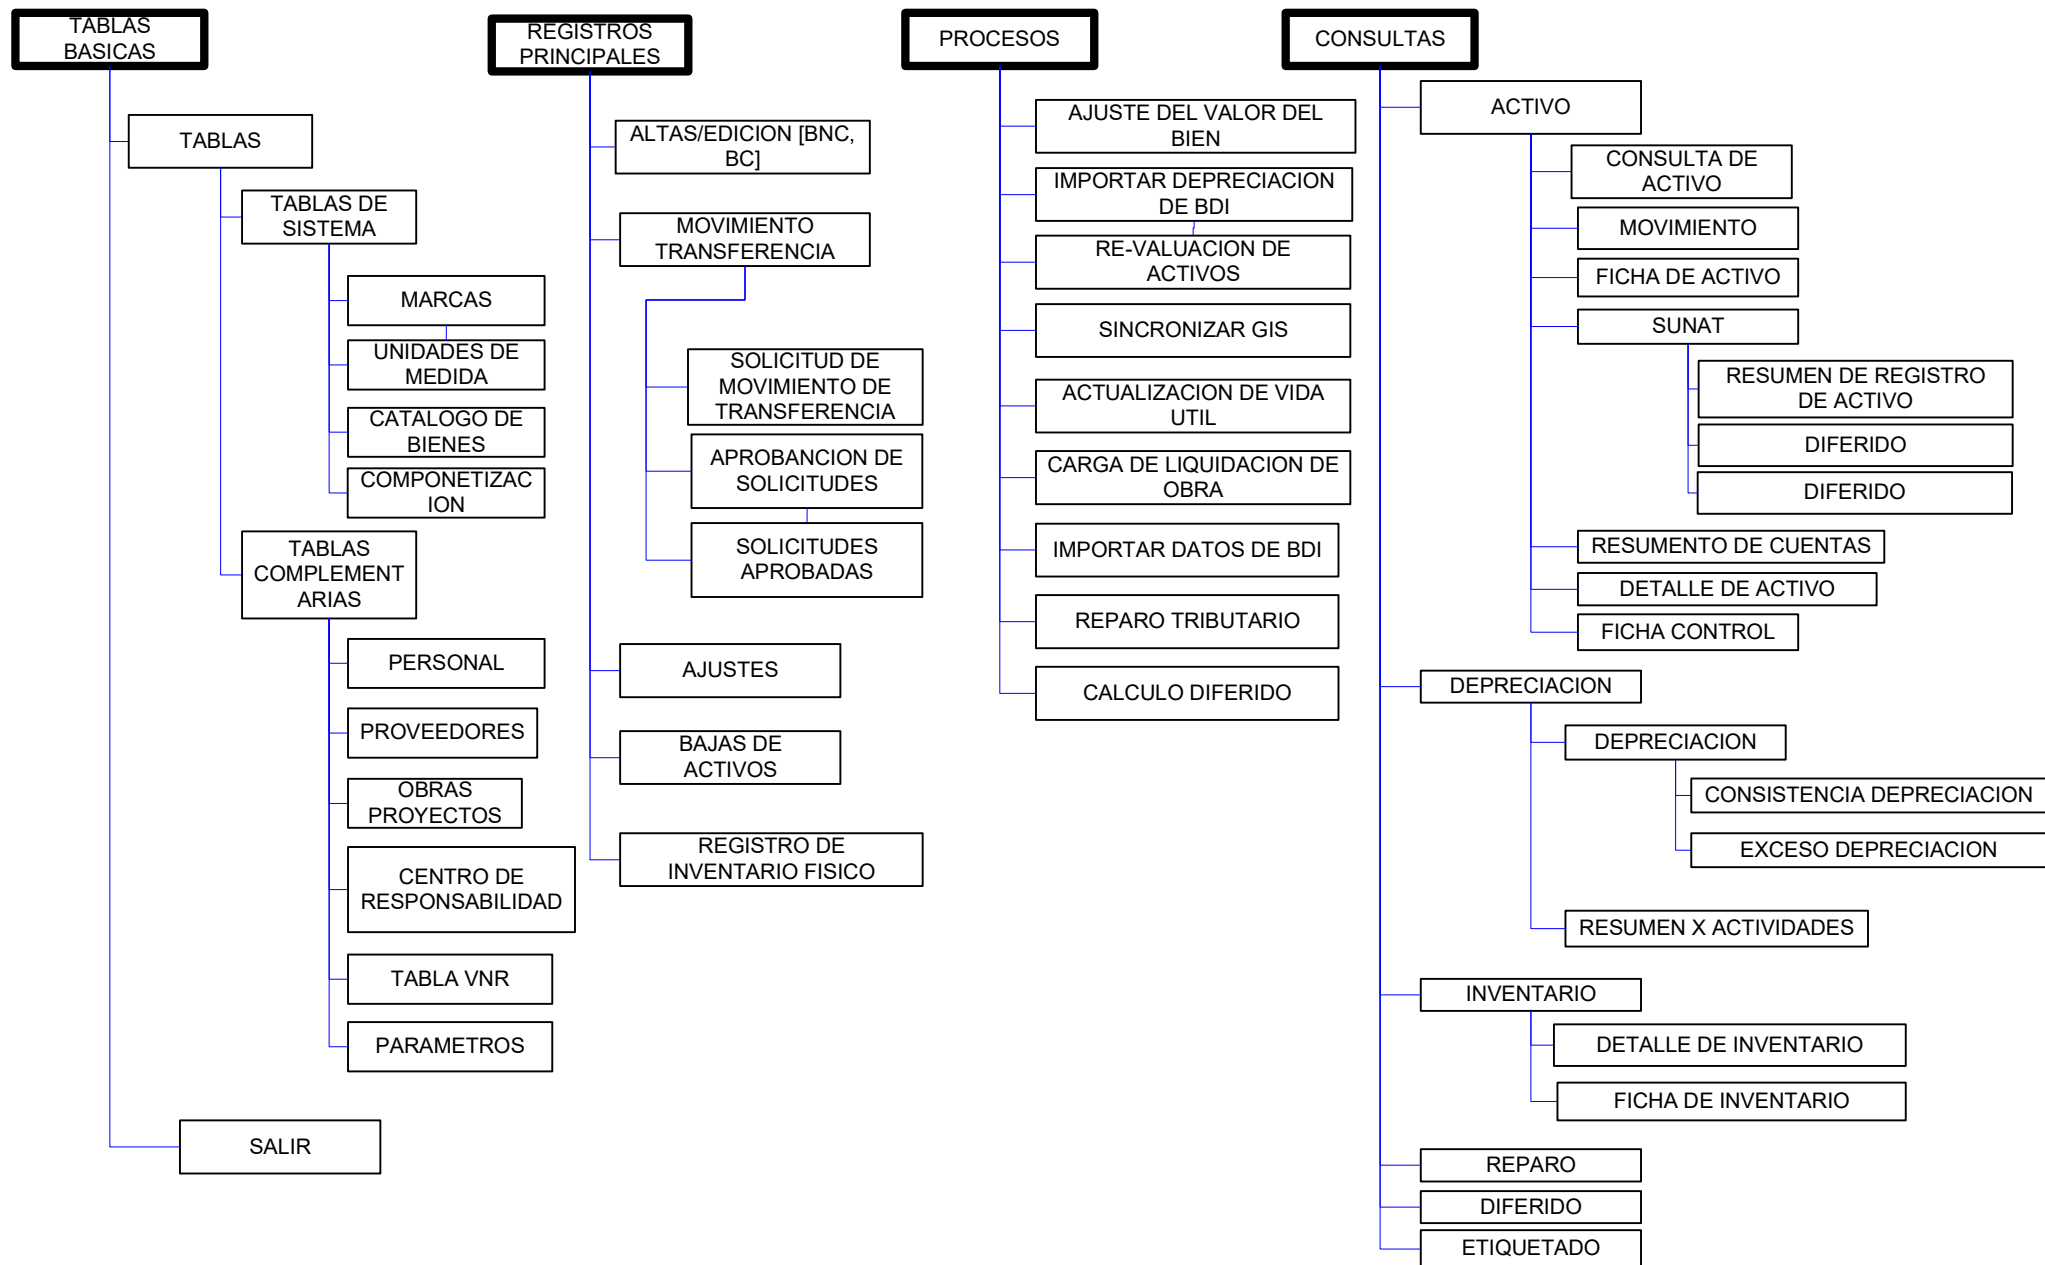 TABLAS
BASICAS
TABLAS
TABLAS DE
SISTEMA
MARCAS
UNIDADES DE
MEDIDA
CATALOGO DE
BIENES
COMPONETIZAC
ION
TABLAS
COMPLEMENT
ARIAS
PERSONAL
PROVEEDORES
OBRAS
PROYECTOS
CENTRO DE
RESPONSABILIDAD
TABLA VNR
PARAMETROS
SALIR
REGISTROS
PRINCIPALES
ALTAS/EDICION [BNC,
BC]
MOVIMIENTO
TRANSFERENCIA
SOLICITUD DE
MOVIMIENTO DE
TRANSFERENCIA
APROBANCION DE
SOLICITUDES
SOLICITUDES
APROBADAS
AJUSTES
BAJAS DE
ACTIVOS
REGISTRO DE
INVENTARIO FISICO
PROCESOS
AJUSTE DEL VALOR DEL
BIEN
IMPORTAR DEPRECIACION
DE BDI
RE-VALUACION DE
ACTIVOS
SINCRONIZAR GIS
ACTUALIZACION DE VIDA
UTIL
CARGA DE LIQUIDACION DE
OBRA
IMPORTAR DATOS DE BDI
REPARO TRIBUTARIO
CALCULO DIFERIDO
CONSULTAS
ACTIVO
CONSULTA DE
ACTIVO
MOVIMIENTO
FICHA DE ACTIVO
SUNAT
RESUMEN DE REGISTRO
DE ACTIVO
DIFERIDO
DIFERIDO
RESUMENTO DE CUENTAS
DETALLE DE ACTIVO
FICHA CONTROL
DEPRECIACION
DEPRECIACION
CONSISTENCIA DEPRECIACION
EXCESO DEPRECIACION
RESUMEN X ACTIVIDADES
INVENTARIO
DETALLE DE INVENTARIO
FICHA DE INVENTARIO
REPARO
DIFERIDO
ETIQUETADO